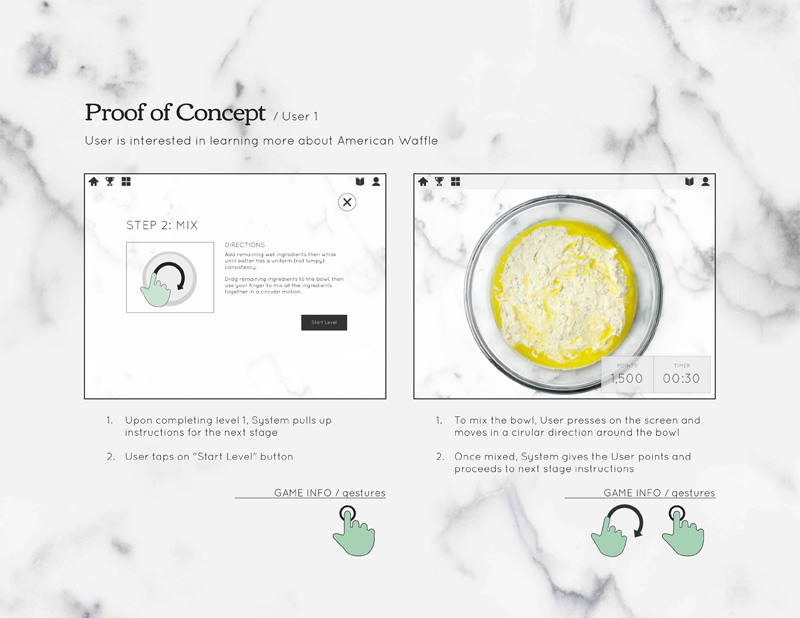 Proof of Concept / User 1
User is interested in learning more about American Waffle
STEP 2: MIX
DIRECTIONS
Add remaining wet ingredients then whisk
until batter has a uniform (not lumpy)
consistency.
Drag remaining ingredients to the bowl, then
use your finger to mix all the ingredients
together in a circular motion.
Start Level
POINTS
1,500
TIMER
00:30
1. Upon completing level 1, System pulls up
instructions for the next stage
2. User taps on "Start Level" button
GAME INFO / gestures
1. To mix the bowl, User presses on the screen and
moves in a cirular direction around the bowl
2. Once mixed, System gives the User points and
proceeds to next stage instructions
GAME INFO / gestures